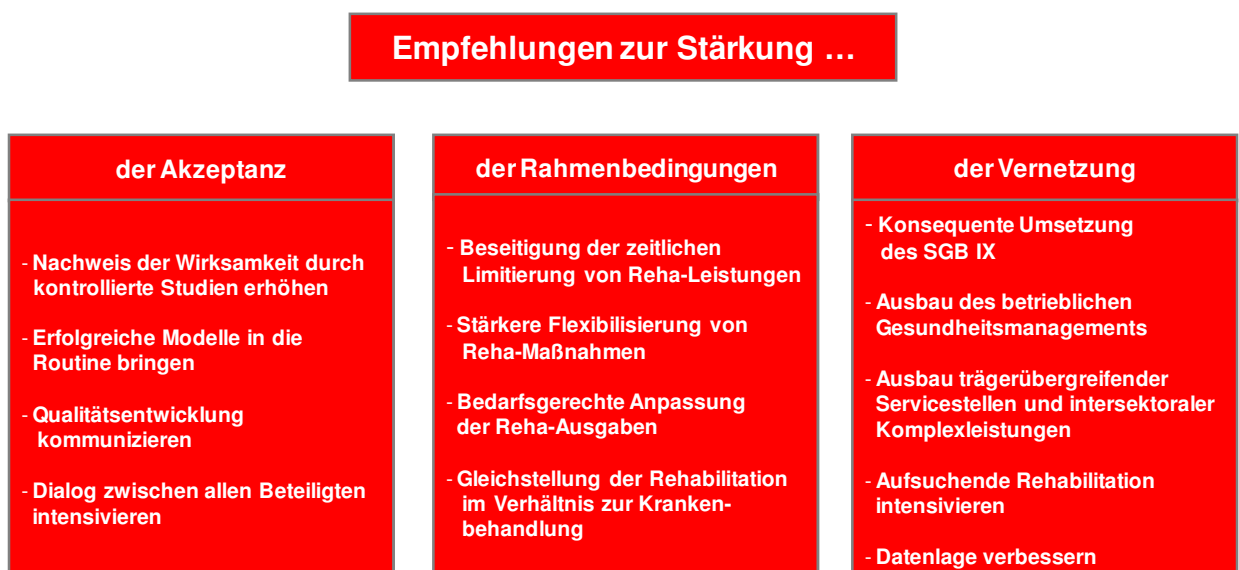 Empfehlungen zur Stärkung …
der Akzeptanz
- Nachweis der Wirksamkeit durch
kontrollierte Studien erhöhen
- Erfolgreiche Modelle in die
Routine bringen
- Qualitätsentwicklung
kommunizieren
- Dialog zwischen allen Beteiligten
intensivieren
der Rahmenbedingungen
- Beseitigung der zeitlichen
Limitierung von Reha-Leistungen
- Stärkere Flexibilisierung von
Reha-Maßnahmen
- Bedarfsgerechte Anpassung
der Reha-Ausgaben
- Gleichstellung der Rehabilitation
im Verhältnis zur Kranken-
behandlung
der Vernetzung
- Konsequente Umsetzung
des SGB IX
- Ausbau des betrieblichen
Gesundheitsmanagements
- Ausbau trägerübergreifender
Servicestellen und intersektoraler
Komplexleistungen
- Aufsuchende Rehabilitation
intensivieren
- Datenlage verbessern